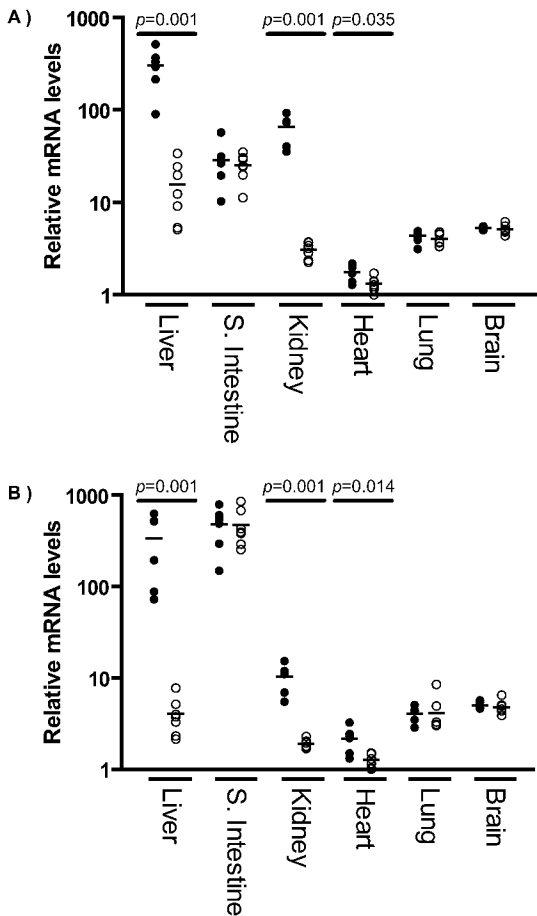 A )
p=0.001 p=0.001 p=0.035
Relative mRNA levels
1000
100
10
1
Liver S. Intestine Kidney Heart Lung Brain
B )
p=0.001 p=0.001 p=0.014
Relative mRNA levels
1000
100
10
1
Liver S. Intestine Kidney Heart Lung Brain